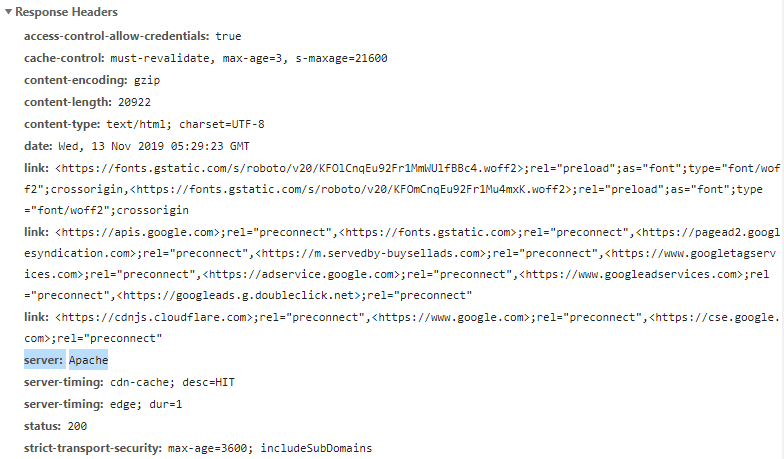 Response Headers
access-control-allow-credentials: true
cache-control: must-revalidate, max-age=3, s-maxage=21600
content-encoding: gzip
content-length: 20922
content-type: text/html; charset=UTF-8
date: Wed, 13 Nov 2019 05:29:23 GMT
link: <https://fonts.gstatic.com/s/roboto/v20/KFOlCnqEu92Fr1MmWUlfBBc4.woff2>;rel="preload";as="font";type="font/wof
f2";crossorigin,<https://fonts.gstatic.com/s/roboto/v20/KFOmCnqEu92Fr1Mu4mxK.woff2>;rel="preload";as="font";type
="font/woff2";crossorigin
link: <https://apis.google.com>;rel="preconnect",<https://fonts.gstatic.com>;rel="preconnect",<https://pagead2.googl
esyndication.com>;rel="preconnect",<https://m.servedby-buysellads.com>;rel="preconnect",<https://www.googletagserv
ices.com>;rel="preconnect",<https://adservice.google.com>;rel="preconnect",<https://www.googleadservices.com>;rel
="preconnect",<https://googleads.g.doubleclick.net>;rel="preconnect"
link: <https://cdnjs.cloudflare.com>;rel="preconnect",<https://www.google.com>;rel="preconnect",<https://cse.google.
com>;rel="preconnect"
server: Apache
server-timing: cdn-cache; desc=HIT
server-timing: edge; dur=1
status: 200
strict-transport-security: max-age=3600; includeSubDomains